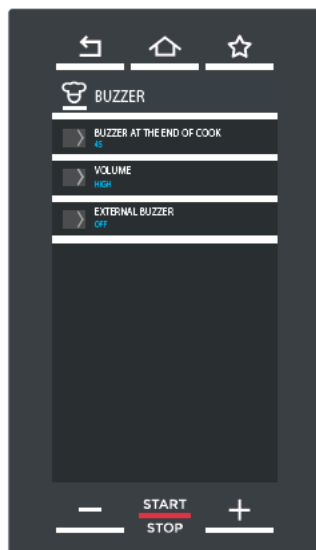 BUZZER
BUZZER AT THE END OF COOK
45
VOLUME
HIGH
EXTERNAL BUZZER
OFF
START
STOP